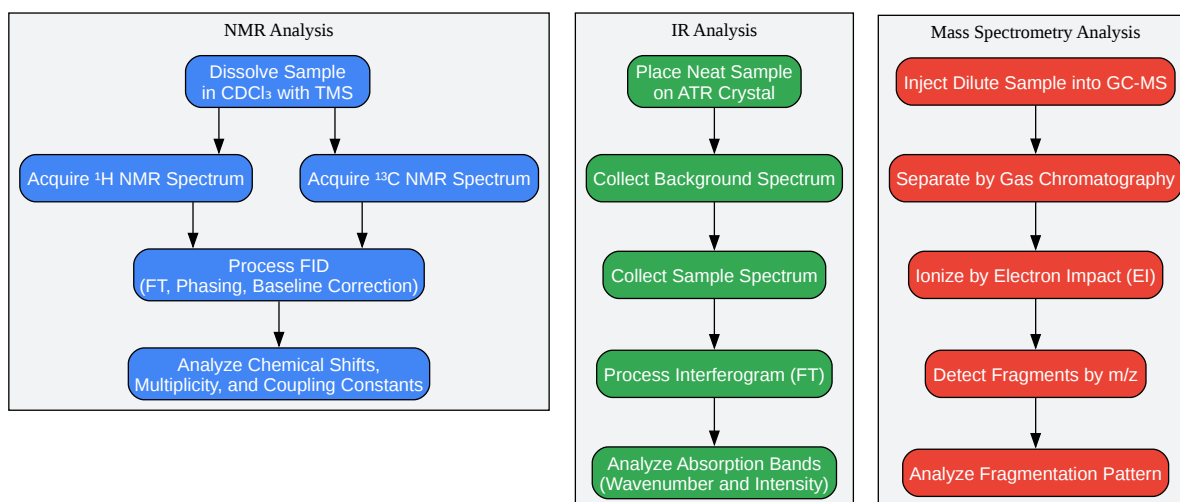 NMR Analysis
Dissolve Sample
in CDCl₃ with TMS
Acquire ¹H NMR Spectrum
Acquire ¹³C NMR Spectrum
Process FID
(FT, Phasing, Baseline Correction)
Analyze Chemical Shifts,
Multiplicity, and Coupling Constants
IR Analysis
Place Neat Sample
on ATR Crystal
Collect Background Spectrum
Collect Sample Spectrum
Process Interferogram (FT)
Analyze Absorption Bands
(Wavenumber and Intensity)
Mass Spectrometry Analysis
Inject Dilute Sample into GC-MS
Separate by Gas Chromatography
Ionize by Electron Impact (EI)
Detect Fragments by m/z
Analyze Fragmentation Pattern